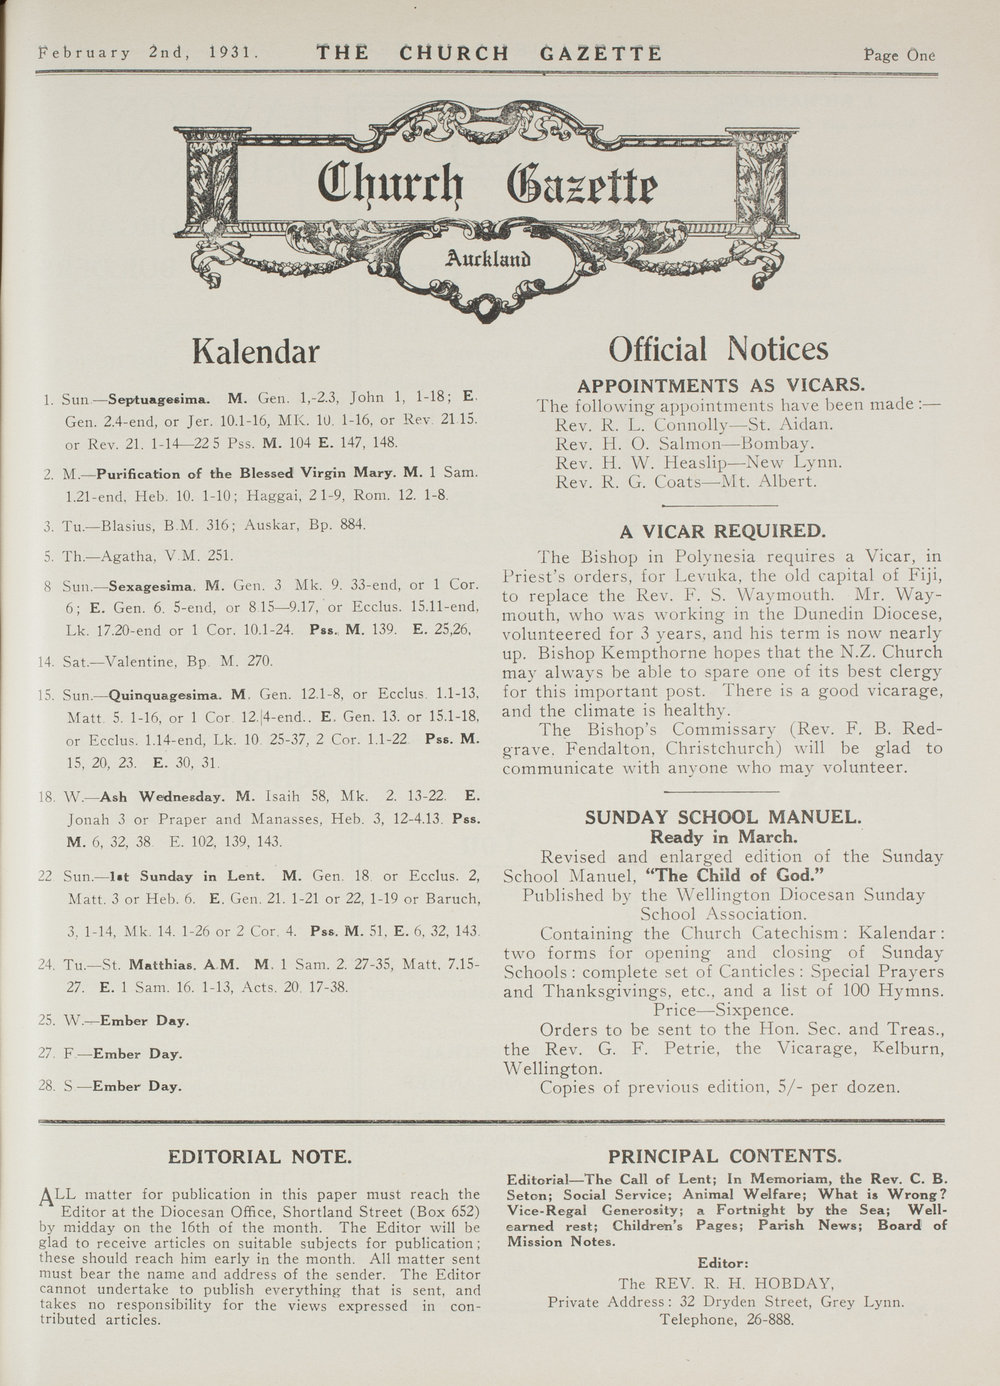 February 2nd, 1931. THE CHURCH GAZETTE Page One
Church Gazette
Auckland
Kalendar
1. Sun.—Septuagesima. M. Gen. 1,-2.3, John 1, 1-18; E.
Gen. 2.4-end, or Jer. 10.1-16, MK. 10. 1-16, or Rev. 21.15.
or Rev. 21. 1-14—22 5 Pss. M. 104 E. 147, 148.
2. M.—Purification of the Blessed Virgin Mary. M. 1 Sam.
1.21-end, Heb. 10. 1-10; Haggai, 2 1-9, Rom. 12. 1-8.
3. Tu.—Blasius, B.M. 316; Auskar, Bp. 884.
5. Th.—Agatha, V.M. 251.
8 Sun.—Sexagesima. M. Gen. 3 Mk. 9. 33-end, or 1 Cor.
6; E. Gen. 6. 5-end, or 8.15—9.17, or Ecclus. 15.11-end,
Lk. 17.20-end or 1 Cor. 10.1-24. Pss. M. 139. E. 25,26,
14. Sat.—Valentine, Bp. M. 270.
15. Sun.—Quinquagesima. M. Gen. 12.1-8, or Ecclus. 1.1-13,
Matt. 5. 1-16, or 1 Cor. 12.|4-end.. E. Gen. 13. or 15.1-18,
or Ecclus. 1.14-end, Lk. 10. 25-37, 2 Cor. 1.1-22. Pss. M.
15, 20, 23. E. 30, 31.
18. W.—Ash Wednesday. M. Isaih 58, Mk. 2. 13-22. E.
Jonah 3 or Praper and Manasses, Heb. 3, 12-4.13. Pss.
M. 6, 32, 38. E. 102, 139, 143.
22 Sun.—1st Sunday in Lent. M. Gen. 18. or Ecclus. 2,
Matt. 3 or Heb. 6. E. Gen. 21. 1-21 or 22, 1-19 or Baruch,
3. 1-14, Mk. 14. 1-26 or 2 Cor. 4. Pss. M. 51, E. 6, 32, 143.
24. Tu.—St. Matthias. A.M. M. 1 Sam. 2. 27-35, Matt. 7.15-
27. E. 1 Sam. 16. 1-13, Acts. 20. 17-38.
25. W.—Ember Day.
27. F.—Ember Day.
28. S.—Ember Day.
Official Notices
APPOINTMENTS AS VICARS.
The following appointments have been made :—
Rev. R. L. Connolly—St. Aidan.
Rev. H. O. Salmon—Bombay.
Rev. H. W. Heaslip—New Lynn.
Rev. R. G. Coats—Mt. Albert.
A VICAR REQUIRED.
The Bishop in Polynesia requires a Vicar, in
Priest's orders, for Levuka, the old capital of Fiji,
to replace the Rev. F. S. Waymouth. Mr. Way-
mouth, who was working in the Dunedin Diocese,
volunteered for 3 years, and his term is now nearly
up. Bishop Kempthorne hopes that the N.Z. Church
may always be able to spare one of its best clergy
for this important post. There is a good vicarage,
and the climate is healthy.
The Bishop's Commissary (Rev. F. B. Red-
grave, Fendalton, Christchurch) will be glad to
communicate with anyone who may volunteer.
SUNDAY SCHOOL MANUEL.
Ready in March.
Revised and enlarged edition of the Sunday
School Manuel, "The Child of God."
Published by the Wellington Diocesan Sunday
School Association.
Containing the Church Catechism : Kalendar :
two forms for opening and closing of Sunday
Schools : complete set of Canticles : Special Prayers
and Thanksgivings, etc., and a list of 100 Hymns.
Price—Sixpence.
Orders to be sent to the Hon. Sec. and Treas.,
the Rev. G. F. Petrie, the Vicarage, Kelburn,
Wellington.
Copies of previous edition, 5/- per dozen.
EDITORIAL NOTE.
ALL matter for publication in this paper must reach the
Editor at the Diocesan Office, Shortland Street (Box 652)
by midday on the 16th of the month. The Editor will be
glad to receive articles on suitable subjects for publication;
these should reach him early in the month. All matter sent
must bear the name and address of the sender. The Editor
cannot undertake to publish everything that is sent, and
takes no responsibility for the views expressed in con-
tributed articles.
PRINCIPAL CONTENTS.
Editorial—The Call of Lent; In Memoriam, the Rev. C. B.
Seton; Social Service; Animal Welfare; What is Wrong?
Vice-Regal Generosity; a Fortnight by the Sea; Well-
earned rest; Children's Pages; Parish News; Board of
Mission Notes.
Editor:
The REV. R. H. HOBDAY,
Private Address : 32 Dryden Street, Grey Lynn.
Telephone, 26-888.